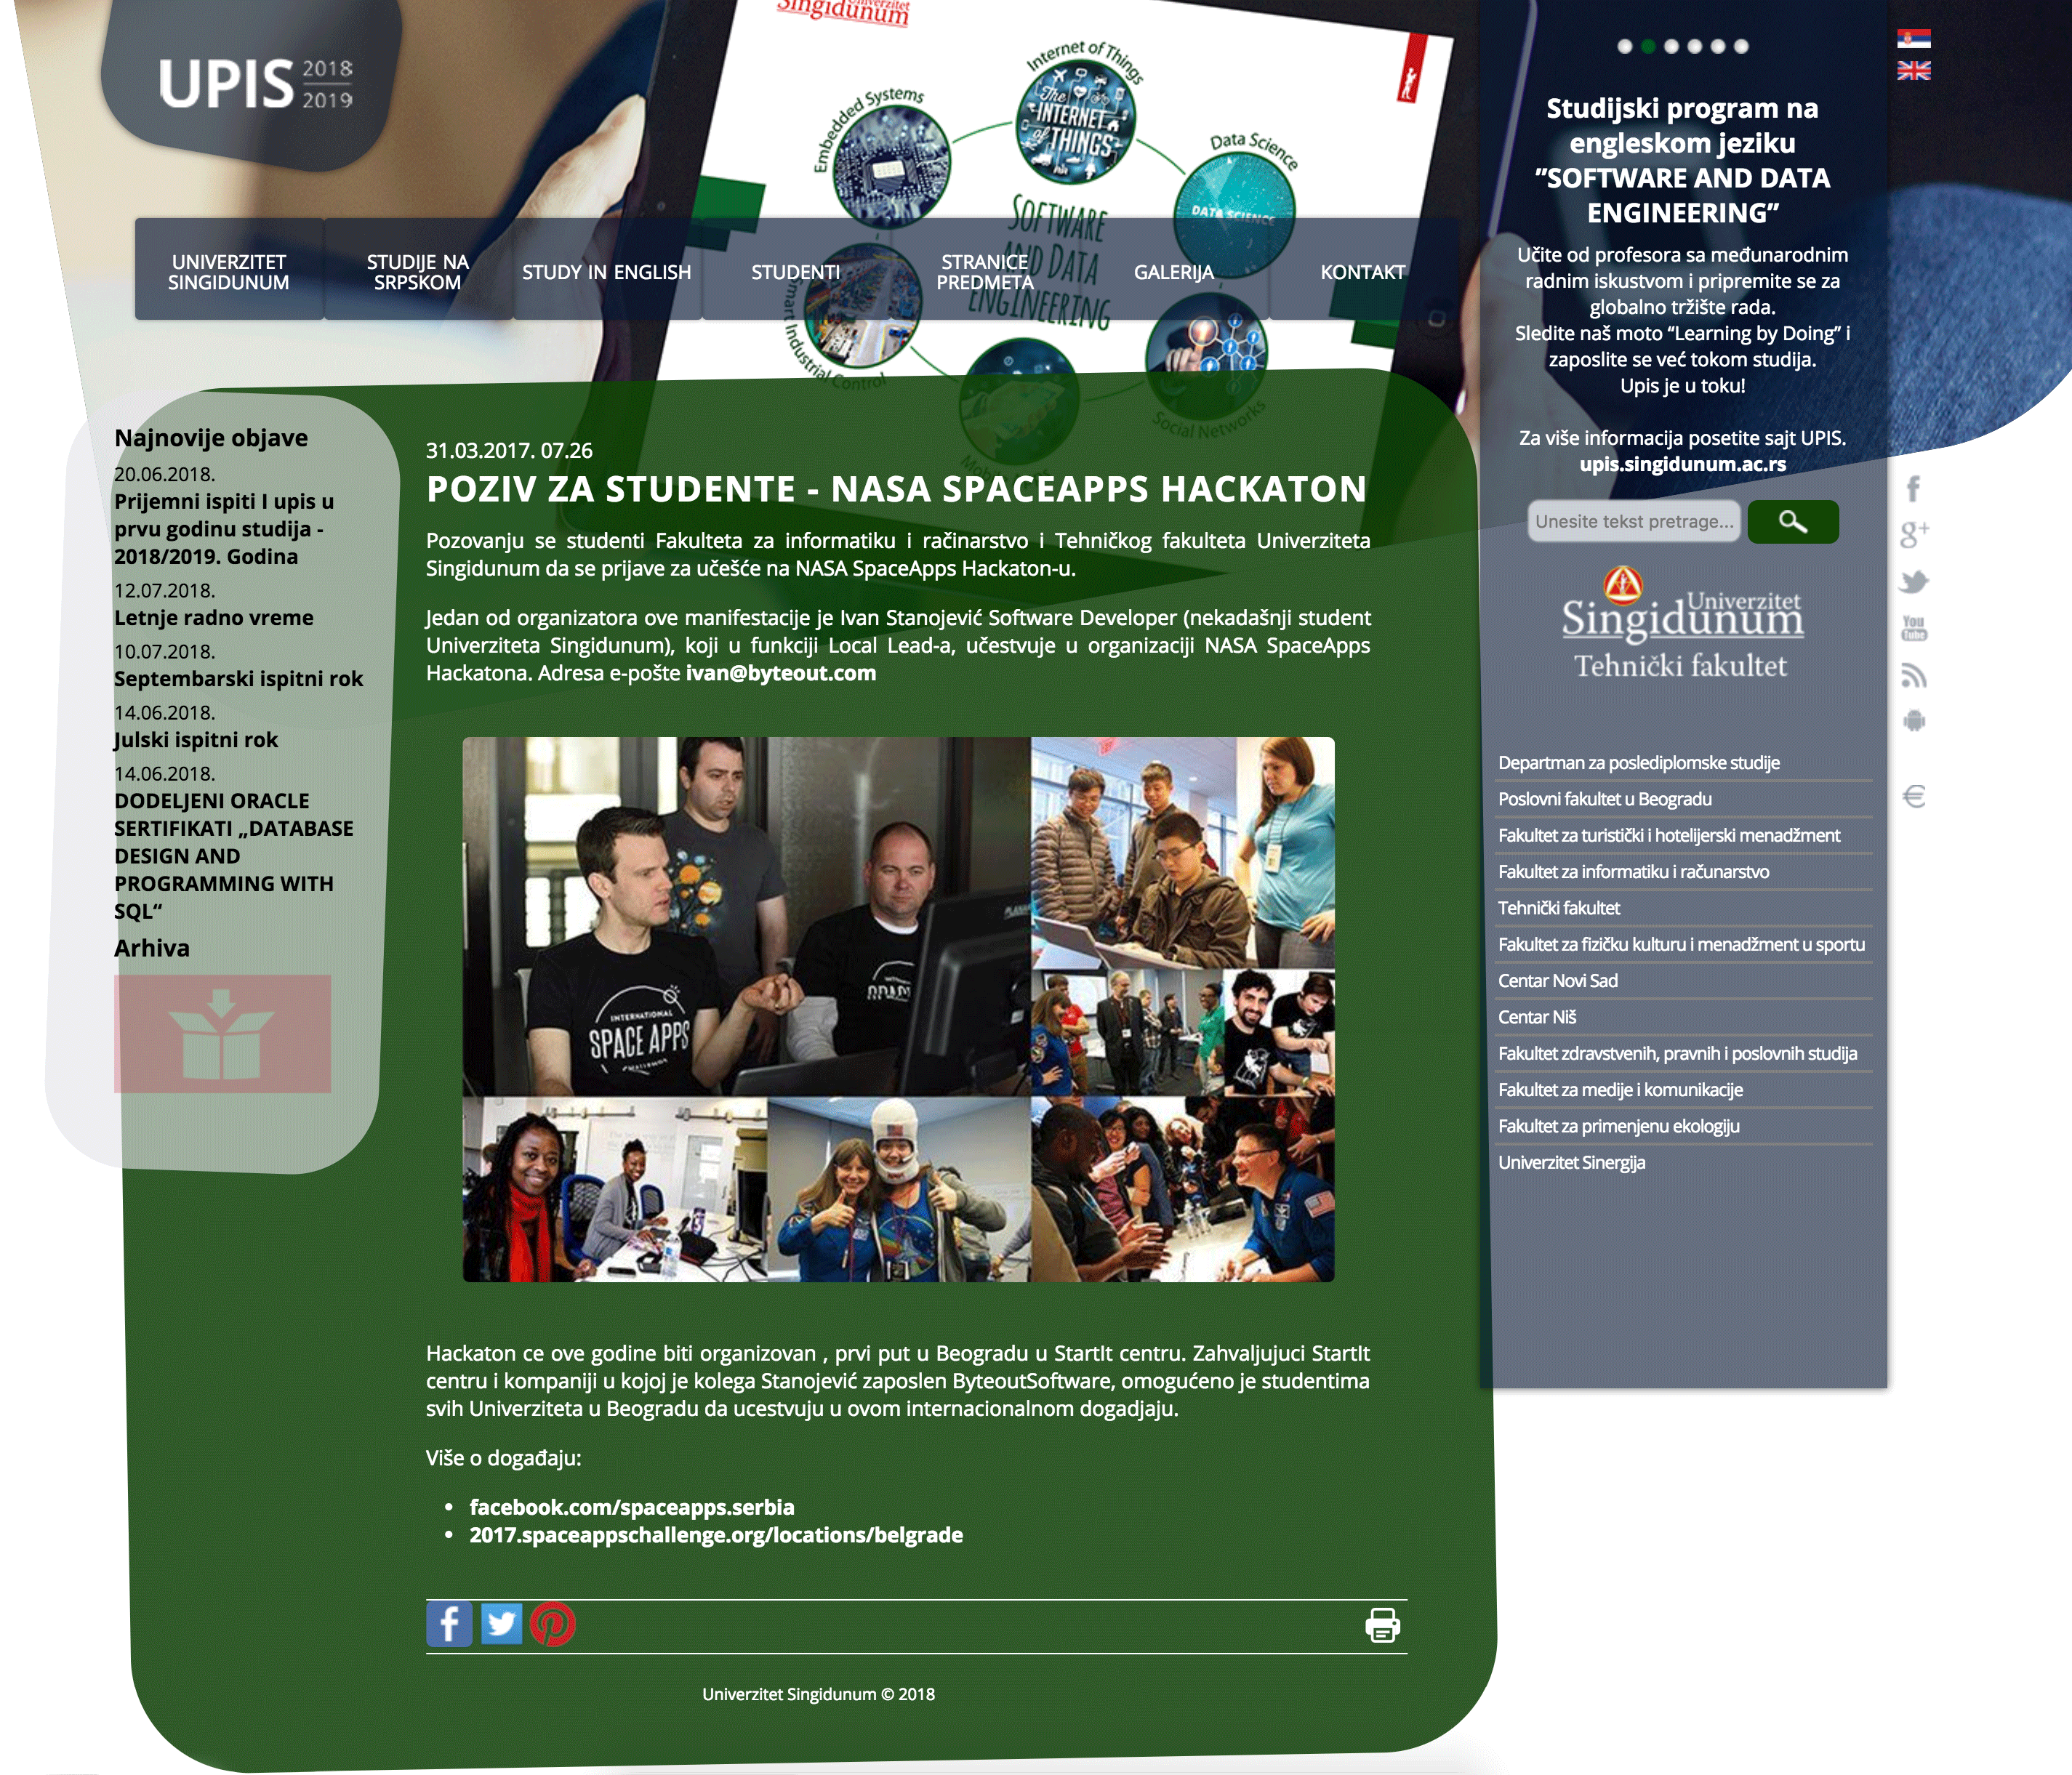 Univerzitet
Singidunum
UPIS 2018
2019
Internet of Things
The
INTERNET
of
THINGS
Embedded Systems
Data Science
DATA SCIENCE
SOFTWARE
AND DATA
ENGINEERING
Smart Industrial Control
Social Networks
UNIVERZITET
SINGIDUNUM
STUDIJE NA
SRPSKOM
STUDY IN ENGLISH
STUDENTI
STRANICE
PREDMETA
GALERIJA
KONTAKT
Najnovije objave
20.06.2018.
Prijemni ispiti I upis u
prvu godinu studija -
2018/2019. Godina
12.07.2018.
Letnje radno vreme
10.07.2018.
Septembarski ispitni rok
14.06.2018.
Julski ispitni rok
14.06.2018.
DODELJENI ORACLE
SERTIFIKATI „DATABASE
DESIGN AND
PROGRAMMING WITH
SQL“
Arhiva
31.03.2017. 07.26
POZIV ZA STUDENTE - NASA SPACEAPPS HACKATON
Pozovanju se studenti Fakulteta za informatiku i račinarstvo i Tehničkog fakulteta Univerziteta
Singidunum da se prijave za učešće na NASA SpaceApps Hackaton-u.
Jedan od organizatora ove manifestacije je Ivan Stanojević Software Developer (nekadašnji student
Univerziteta Singidunum), koji u funkciji Local Lead-a, učestvuje u organizaciji NASA SpaceApps
Hackatona. Adresa e-pošte ivan@byteout.com
INTERNATIONAL
SPACE APPS
CHALLENGE
Hackaton ce ove godine biti organizovan , prvi put u Beogradu u StartIt centru. Zahvaljujuci StartIt
centru i kompaniji u kojoj je kolega Stanojević zaposlen ByteoutSoftware, omogućeno je studentima
svih Univerziteta u Beogradu da ucestvuju u ovom internacionalnom dogadjaju.
Više o događaju:
• facebook.com/spaceapps.serbia
• 2017.spaceappschallenge.org/locations/belgrade
Univerzitet Singidunum © 2018
Studijski program na
engleskom jeziku
”SOFTWARE AND DATA
ENGINEERING”
Učite od profesora sa međunarodnim
radnim iskustvom i pripremite se za
globalno tržište rada.
Sledite naš moto “Learning by Doing” i
zaposlite se već tokom studija.
Upis je u toku!
Za više informacija posetite sajt UPIS.
upis.singidunum.ac.rs
Unesite tekst pretrage...
Univerzitet
Singidunum
Tehnički fakultet
Departman za poslediplomske studije
Poslovni fakultet u Beogradu
Fakultet za turistički i hotelijerski menadžment
Fakultet za informatiku i računarstvo
Tehnički fakultet
Fakultet za fizičku kulturu i menadžment u sportu
Centar Novi Sad
Centar Niš
Fakultet zdravstvenih, pravnih i poslovnih studija
Fakultet za medije i komunikacije
Fakultet za primenjenu ekologiju
Univerzitet Sinergija
You
Tube